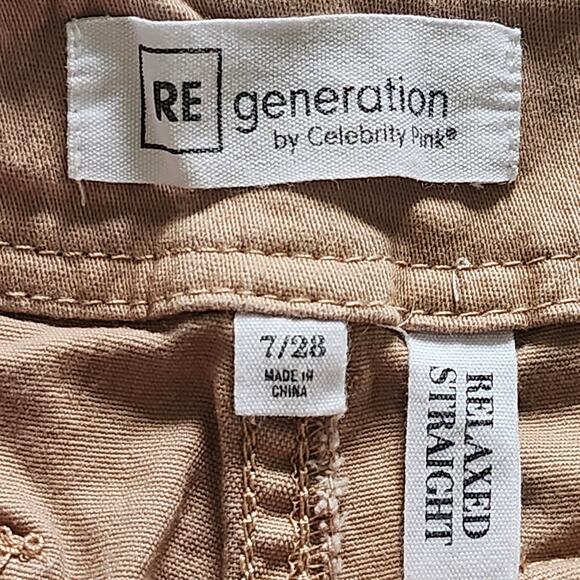 RE generation
by Celebrity Pink®
7/28
MADE IN
CHINA
RELAXED
STRAIGHT